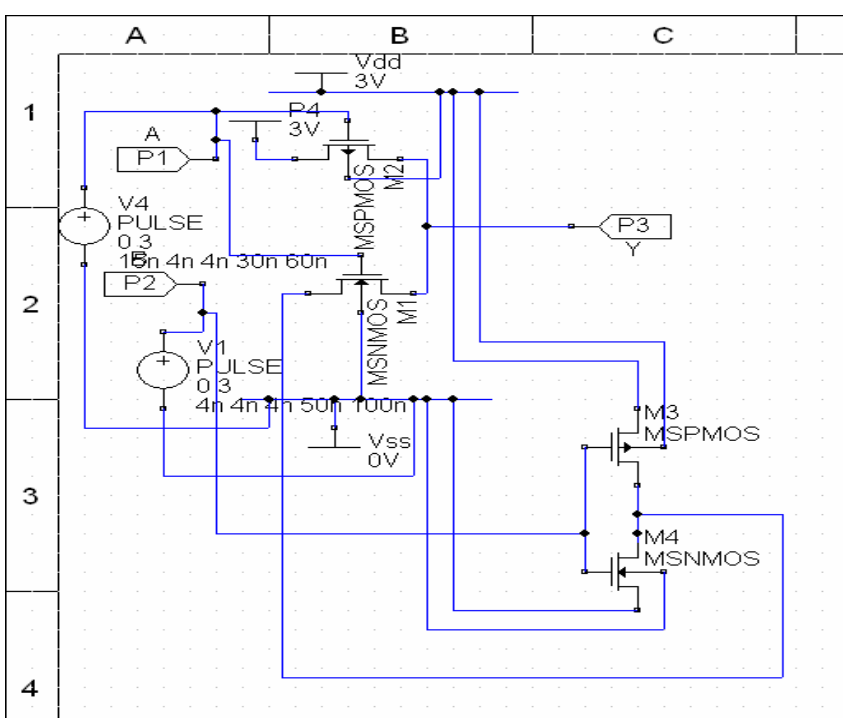 A B C
1
2
3
4
Vdd
3V
P4
3V
A
P1
MSPMOS
M2
V4
PULSE
0 3
15n 4n 4n 30n 60n
B
P2
P3
Y
MSNMOS
M1
V1
PULSE
0 3
4n 4n 4n 50n 100n
Vss
0V
M3
MSPMOS
M4
MSNMOS